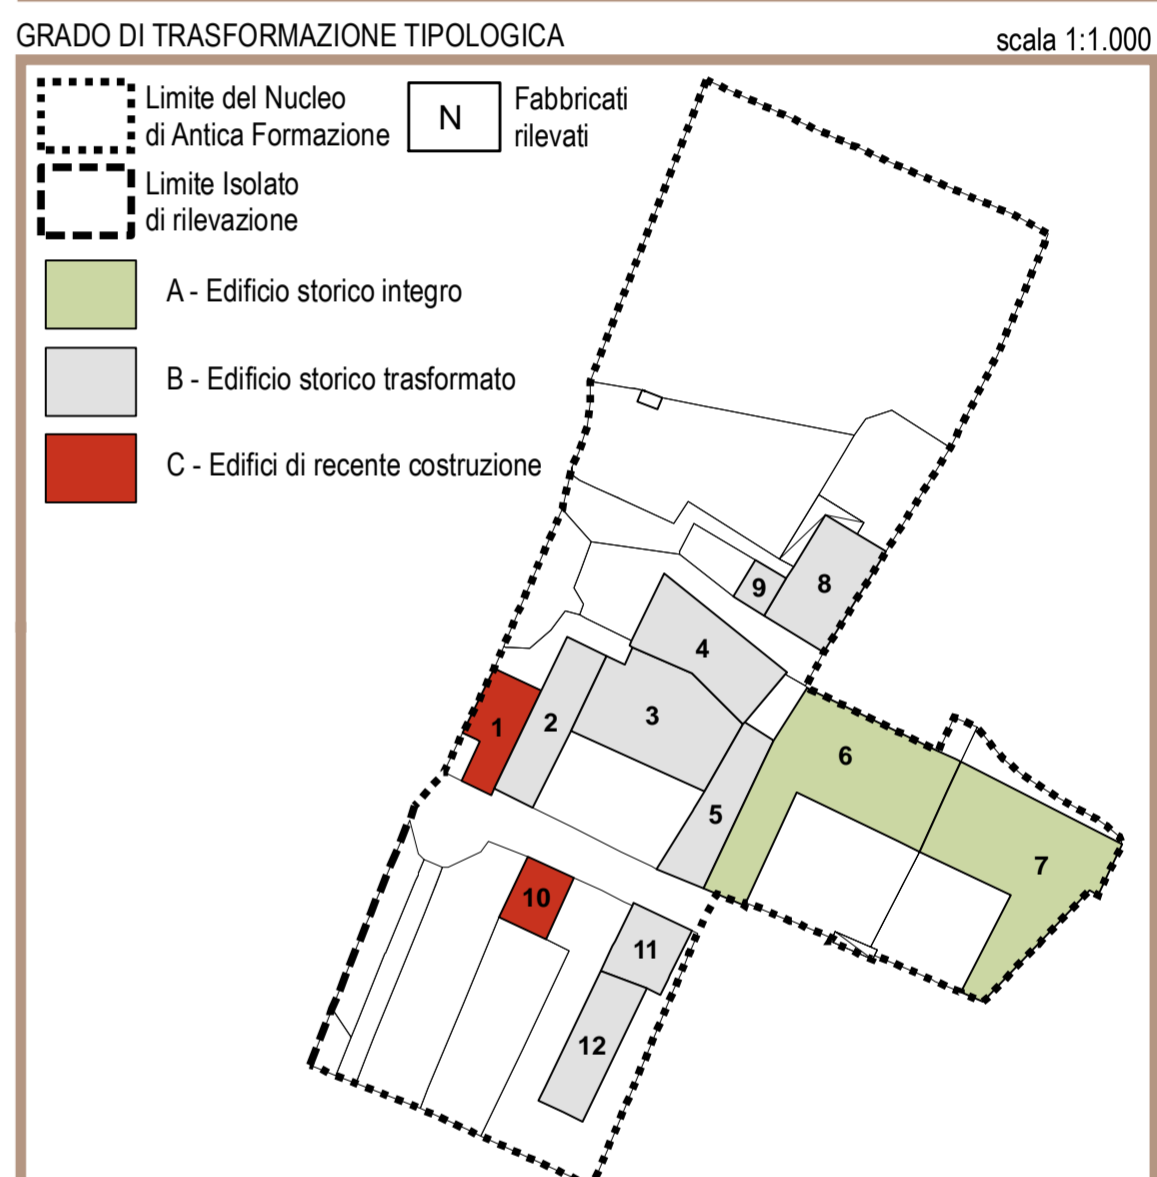 GRADO DI TRASFORMAZIONE TIPOLOGICA
scala 1:1.000
Limite del Nucleo
di Antica Formazione
N
Fabbricati
rilevati
Limite Isolato
di rilevazione
A - Edificio storico integro
B - Edificio storico trasformato
C - Edifici di recente costruzione
9
8
4
1
2
3
6
5
7
10
11
12